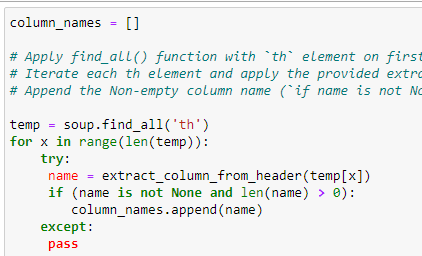 column_names = []
# Apply find_all() function with `th` element on first
# Iterate each th element and apply the provided
# Append the Non-empty column name (`if name is not
temp = soup.find_all('th')
for x in range(len(temp)):
    try:
     name = extract_column_from_header(temp[x])
     if (name is not None and len(name) > 0):
        column_names.append(name)
    except:
     pass